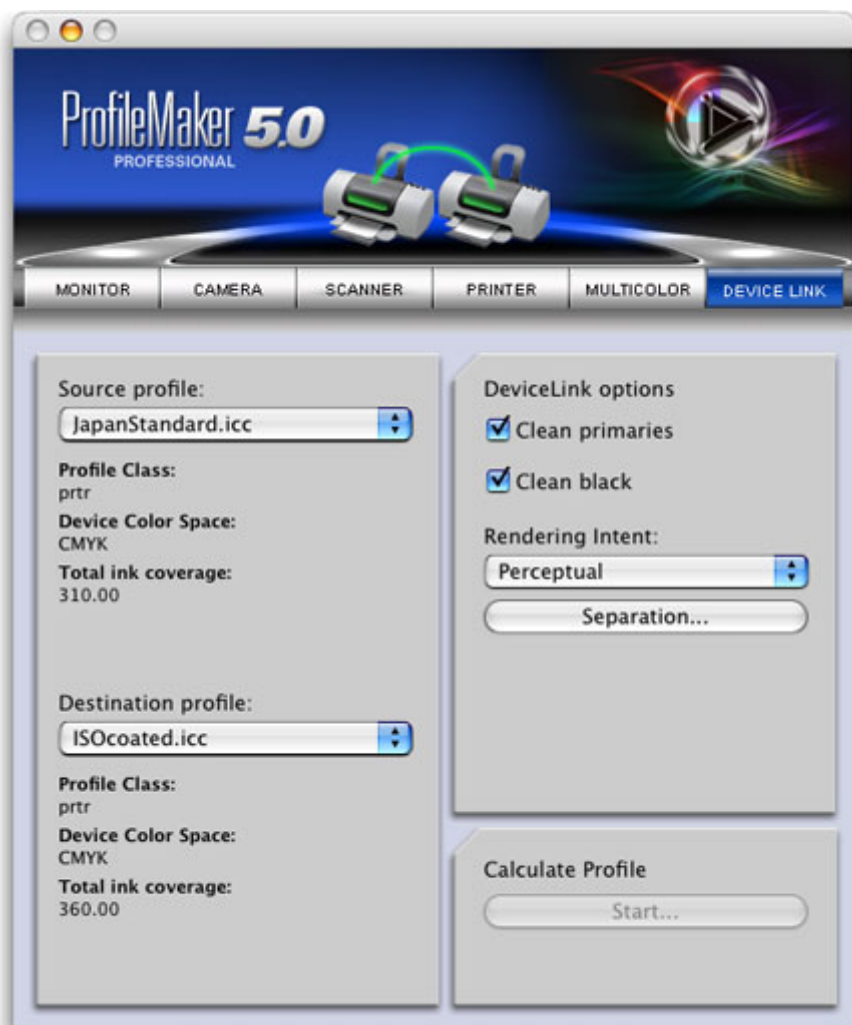 ProfileMaker 5.0
PROFESSIONAL
MONITOR CAMERA SCANNER PRINTER MULTICOLOR DEVICE LINK
Source profile:
JapanStandard.icc
Profile Class:
prtr
Device Color Space:
CMYK
Total ink coverage:
310.00
Destination profile:
ISOcoated.icc
Profile Class:
prtr
Device Color Space:
CMYK
Total ink coverage:
360.00
DeviceLink options
Clean primaries
Clean black
Rendering Intent:
Perceptual
Separation...
Calculate Profile
Start...